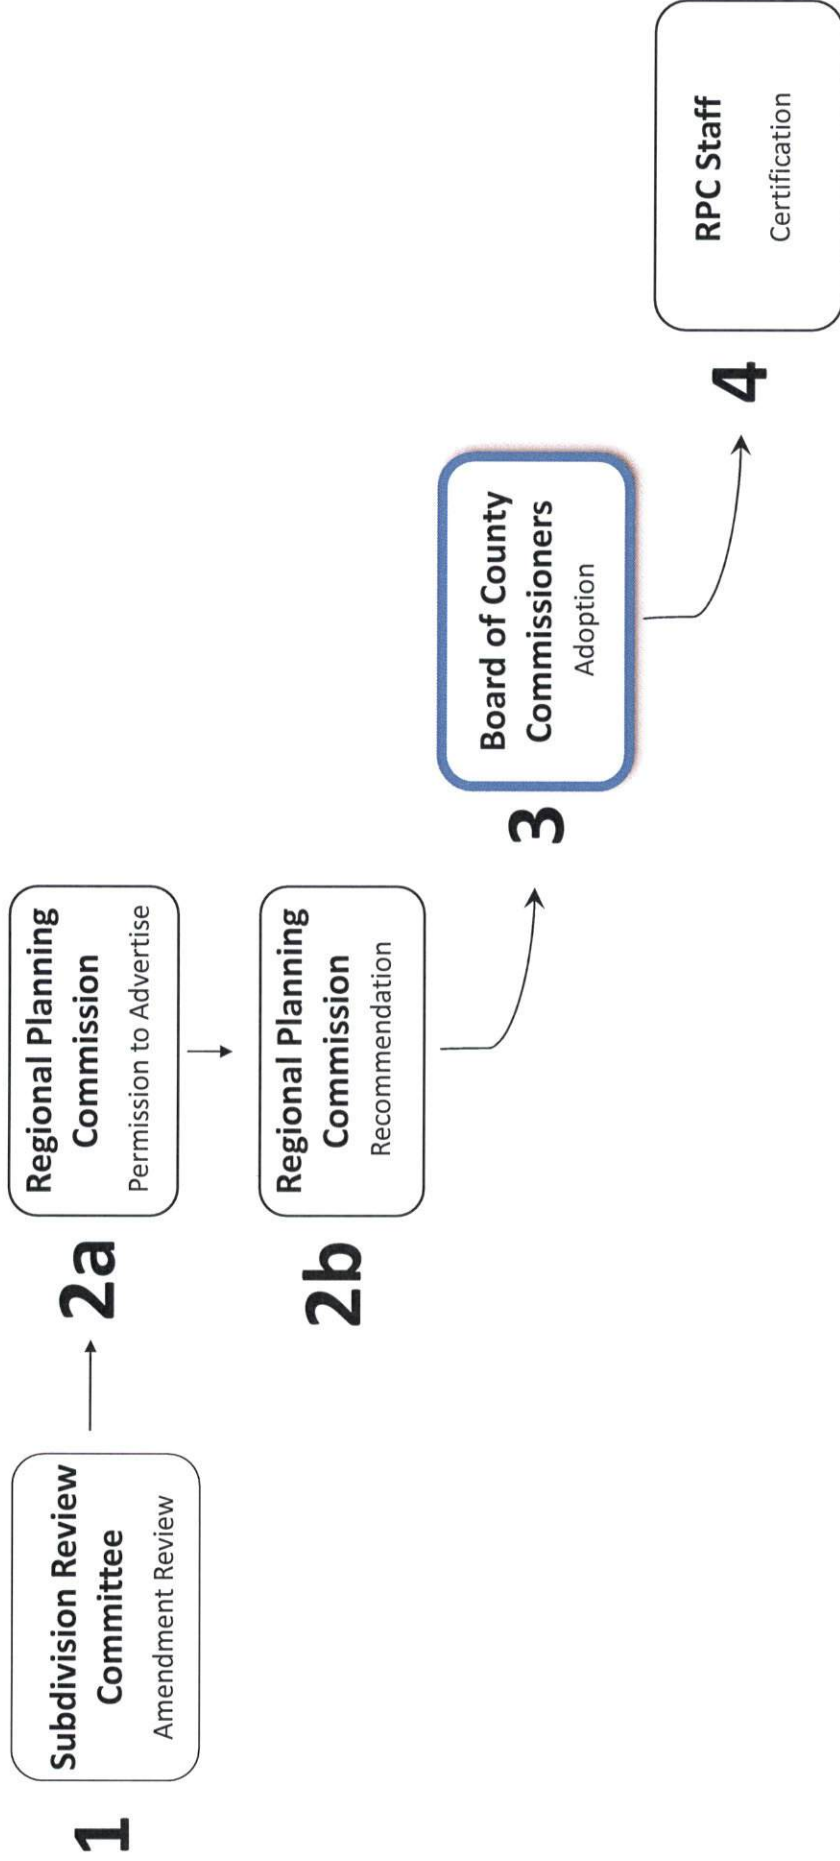 1
Subdivision Review
Committee
Amendment Review
2a
Regional Planning
Commission
Permission to Advertise
2b
Regional Planning
Commission
Recommendation
3
Board of County
Commissioners
Adoption
4
RPC Staff
Certification